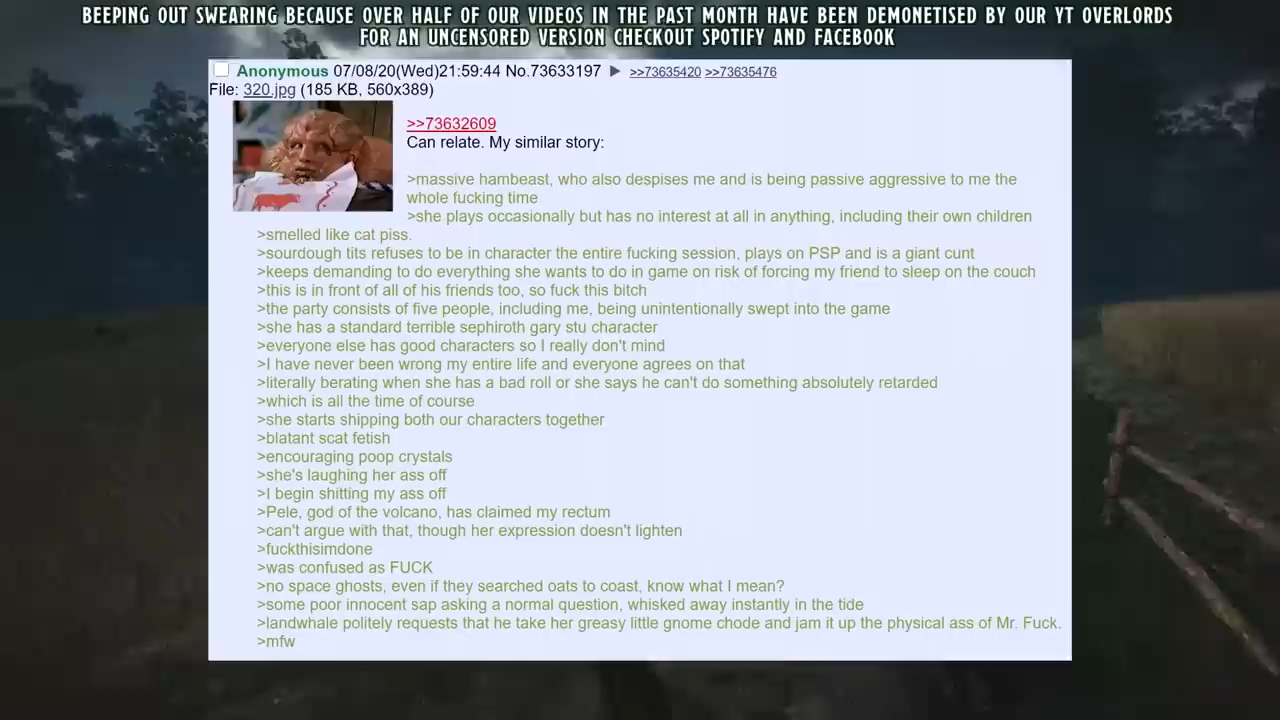 BEEPING OUT SWEARING BECAUSE OVER HALF OF OUR VIDEOS IN THE PAST MONTH HAVE BEEN DEMONETISED BY OUR YT OVERLORDS
FOR AN UNCENSORED VERSION CHECKOUT SPOTIFY AND FACEBOOK
Anonymous 07/08/20(Wed)21:59:44 No.73633197 ▶ >>73635420 >>73635476
File: 320.jpg (185 KB, 560x389)
>>73632609
Can relate. My similar story:
>massive hambeast, who also despises me and is being passive aggressive to me the
whole fucking time
>she plays occasionally but has no interest at all in anything, including their own children
>smelled like cat piss.
>sourdough tits refuses to be in character the entire fucking session, plays on PSP and is a giant cunt
>keeps demanding to do everything she wants to do in game on risk of forcing my friend to sleep on the couch
>this is in front of all of his friends too, so fuck this bitch
>the party consists of five people, including me, being unintentionally swept into the game
>she has a standard terrible sephiroth gary stu character
>everyone else has good characters so I really don't mind
>I have never been wrong my entire life and everyone agrees on that
>literally berating when she has a bad roll or she says he can't do something absolutely retarded
>which is all the time of course
>she starts shipping both our characters together
>blatant scat fetish
>encouraging poop crystals
>she's laughing her ass off
>I begin shitting my ass off
>Pele, god of the volcano, has claimed my rectum
>can't argue with that, though her expression doesn't lighten
>fuckthisimdone
>was confused as FUCK
>no space ghosts, even if they searched oats to coast, know what I mean?
>some poor innocent sap asking a normal question, whisked away instantly in the tide
>landwhale politely requests that he take her greasy little gnome chode and jam it up the physical ass of Mr. Fuck.
>mfw